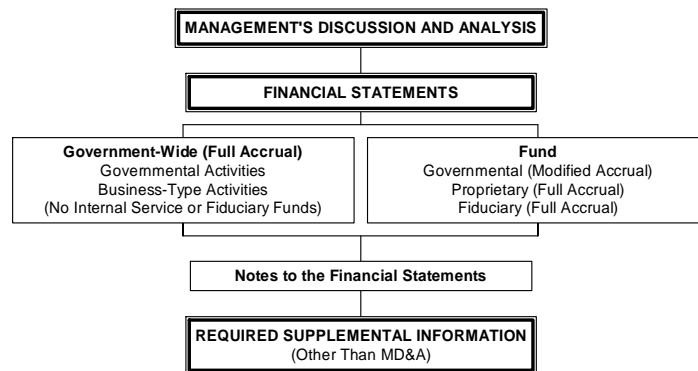 MANAGEMENT'S DISCUSSION AND ANALYSIS
FINANCIAL STATEMENTS
Government-Wide (Full Accrual)
Governmental Activities
Business-Type Activities
(No Internal Service or Fiduciary Funds)
Fund
Governmental (Modified Accrual)
Proprietary (Full Accrual)
Fiduciary (Full Accrual)
Notes to the Financial Statements
REQUIRED SUPPLEMENTAL INFORMATION
(Other Than MD&A)